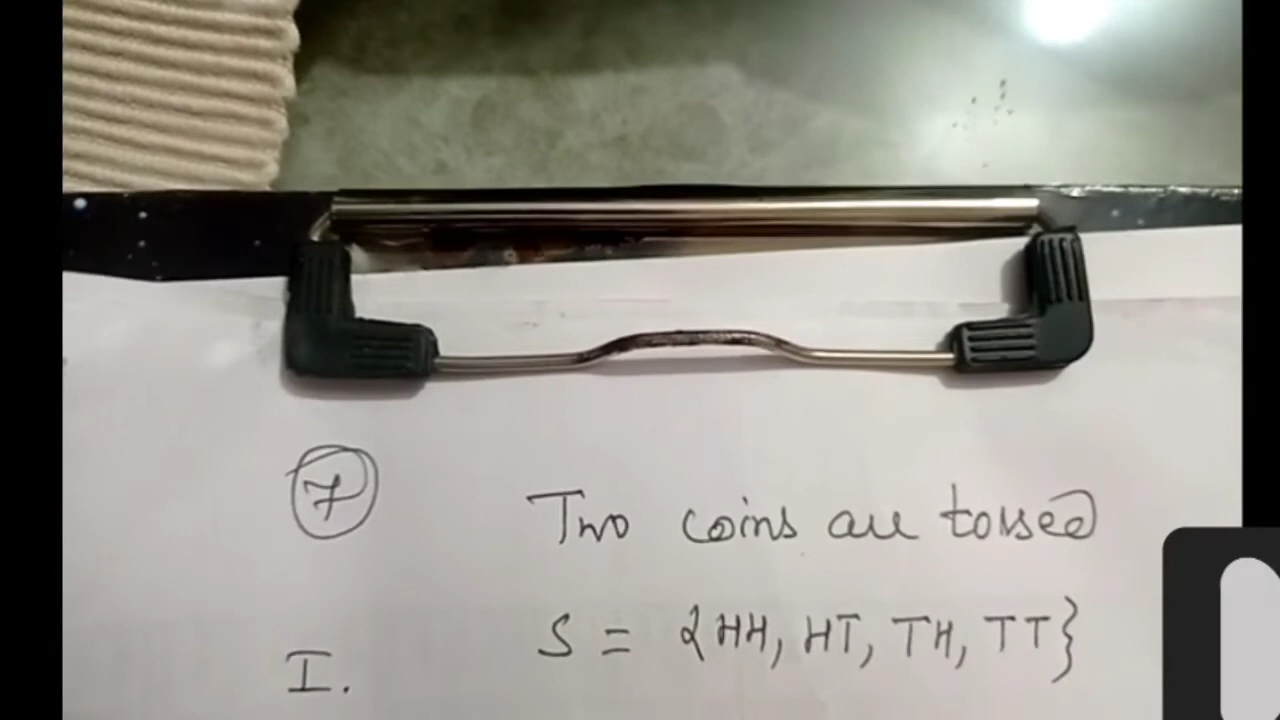 7 Two coins are tossed
S = {HH, HT, TH, TT}
I.